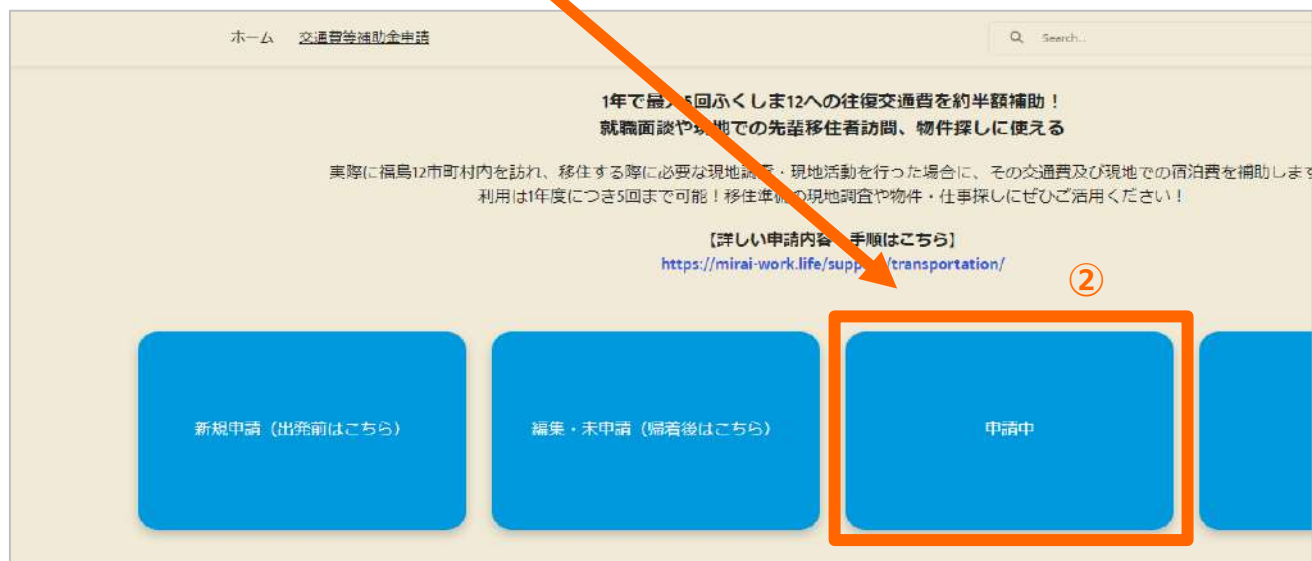 ホーム 交通費等補助金申請
Search...
1年で最大5回ふくしま12への往復交通費を約半額補助！
就職面談や現地での先輩移住者訪問、物件探しに使える
実際に福島12市町村内を訪れ、移住する際に必要な現地調査・現地活動を行った場合に、その交通費及び現地での宿泊費を補助します
利用は1年度につき5回まで可能！移住準備の現地調査や物件・仕事探しにぜひご活用ください！
【詳しい申請内容・手順はこちら】
https://mirai-work.life/support/transportation/
②
新規申請（出発前はこちら）
編集・未申請（帰着後はこちら）
申請中